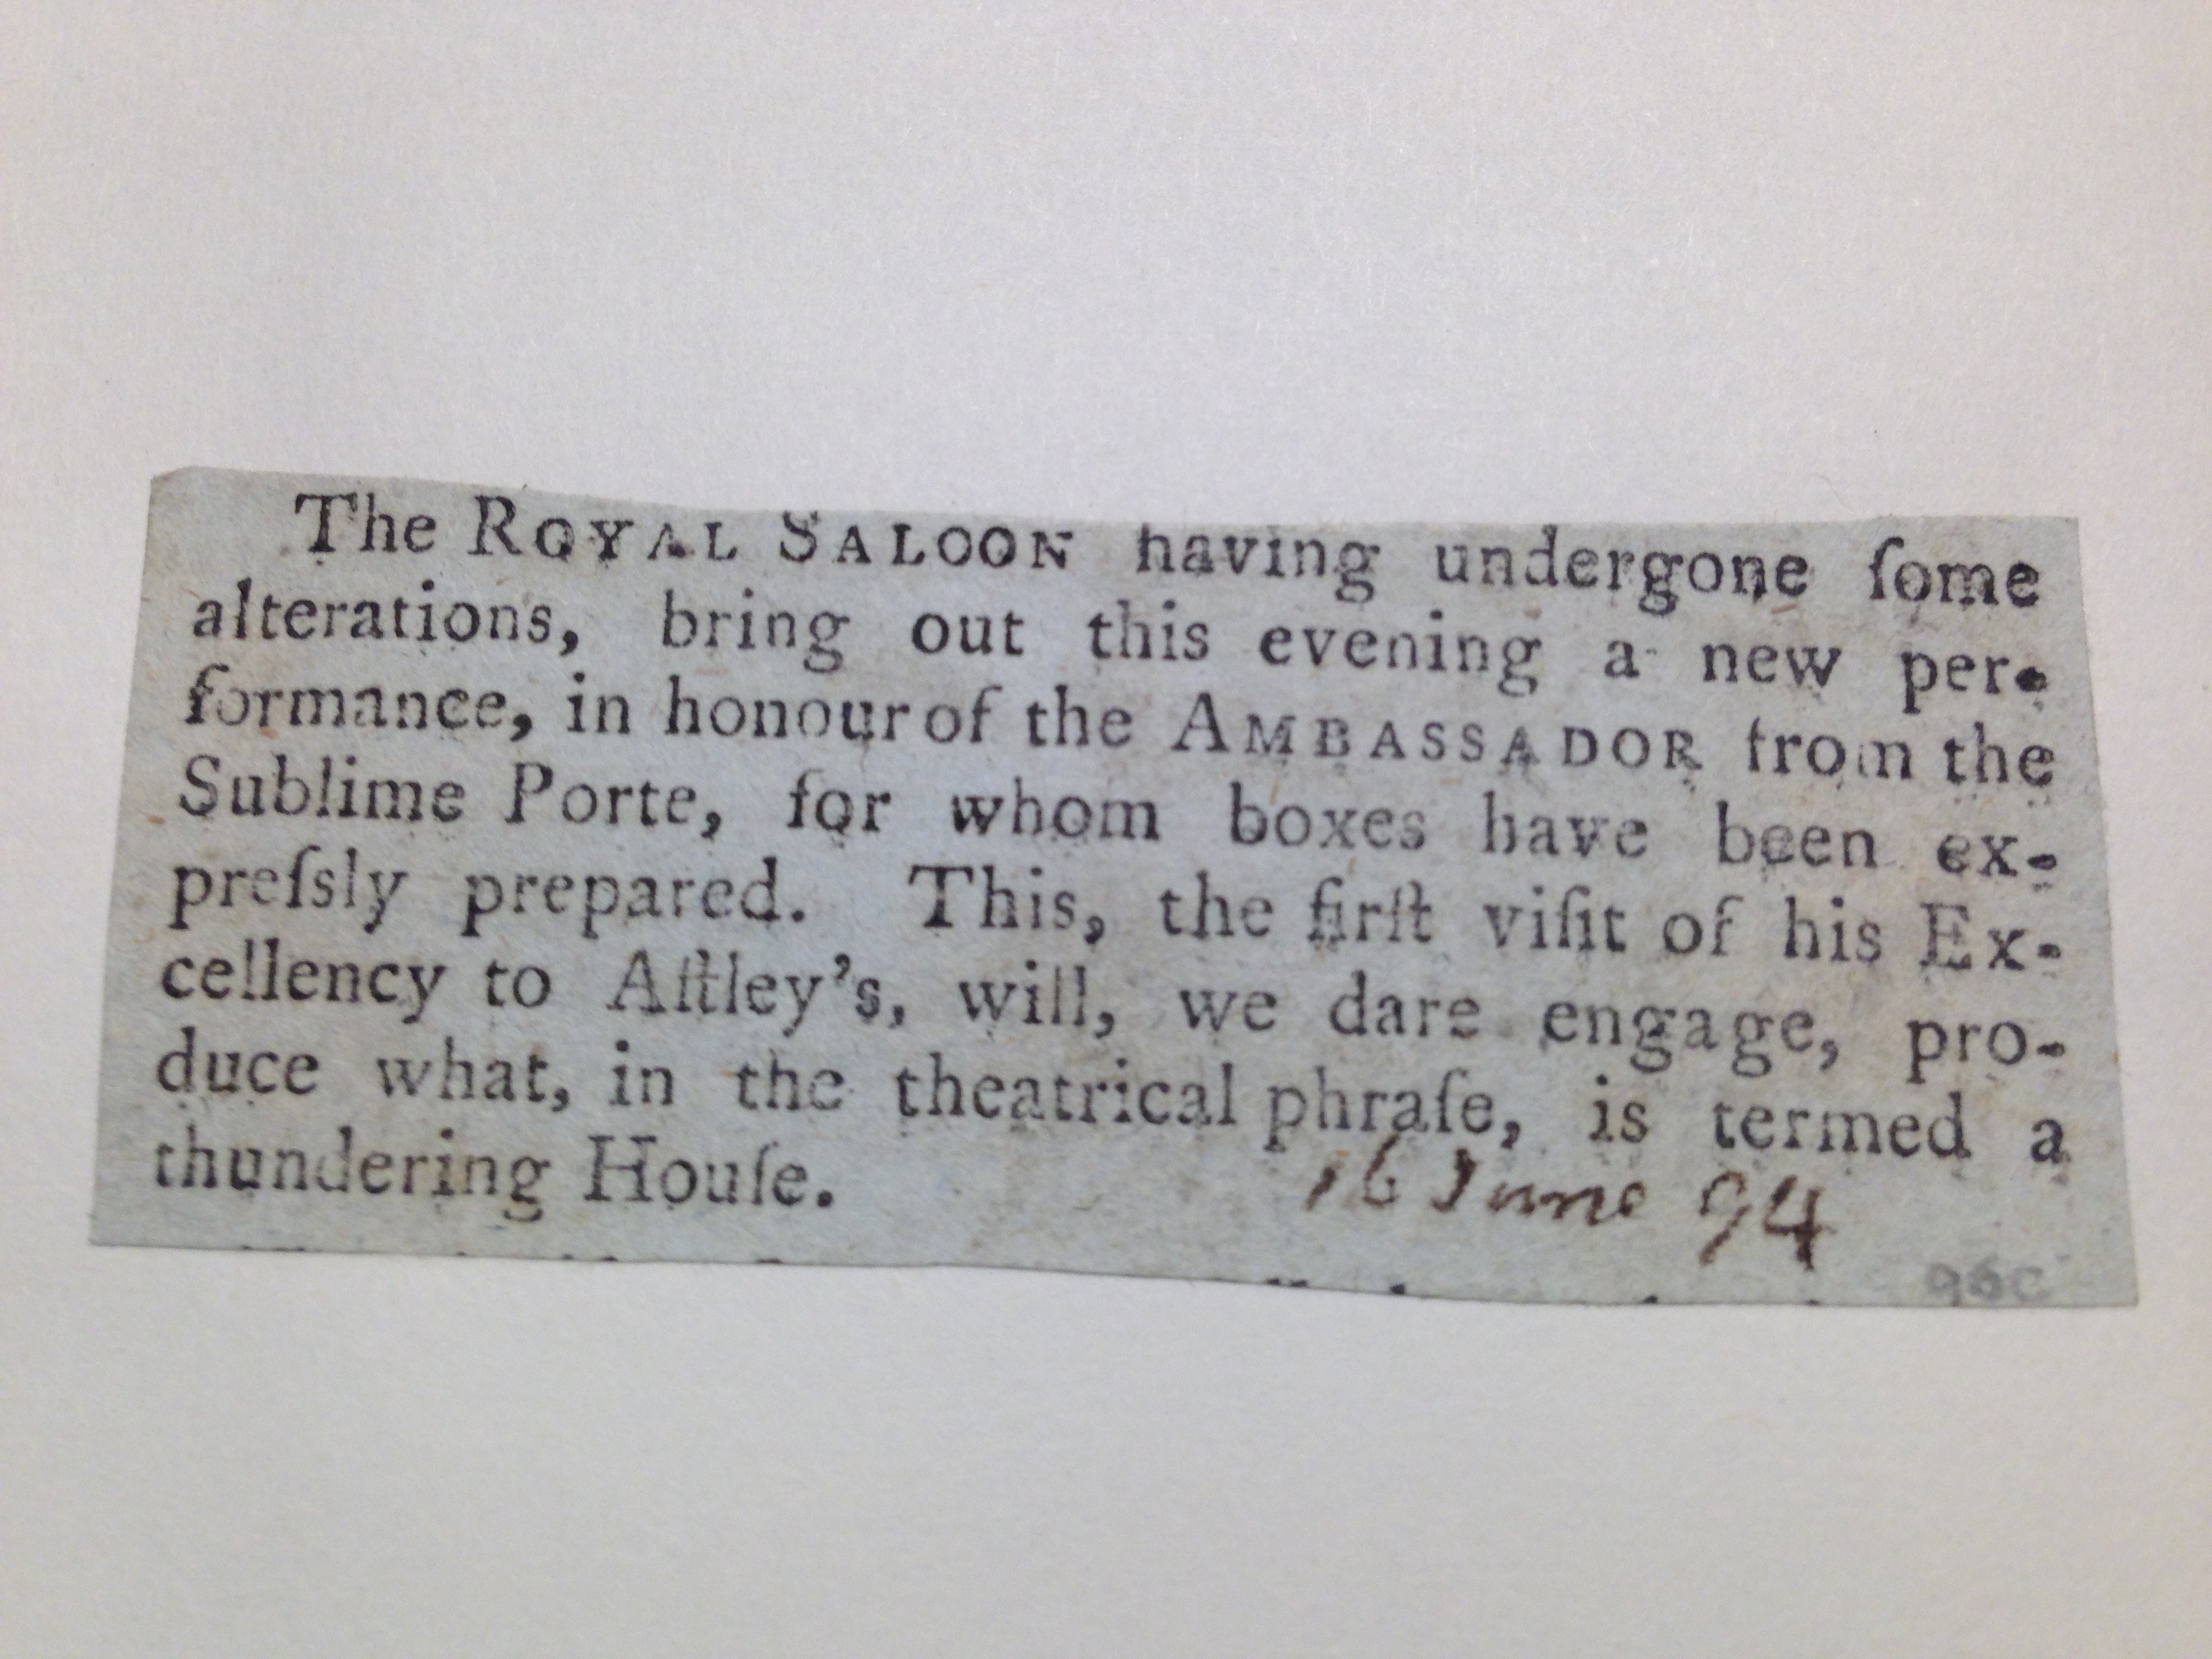 The ROYAL SALOON having undergone ſome
alterations, bring out this evening a new per-
formance, in honour of the AMBASSADOR from the
Sublime Porte, for whom boxes have been ex-
preſsly prepared. This, the firſt viſit of his Ex-
cellency to Aſtley's, will, we dare engage, pro-
duce what, in the theatrical phraſe, is termed a
thundering Houſe.
16 June 94
96c